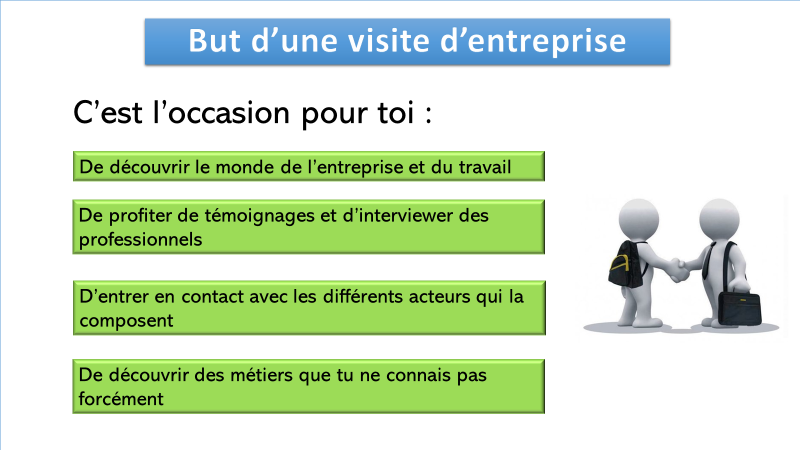 But d’une visite d’entreprise
C’est l’occasion pour toi :
De découvrir le monde de l’entreprise et du travail
De profiter de témoignages et d’interviewer des
professionnels
D’entrer en contact avec les différents acteurs qui la
composent
De découvrir des métiers que tu ne connais pas
forcément